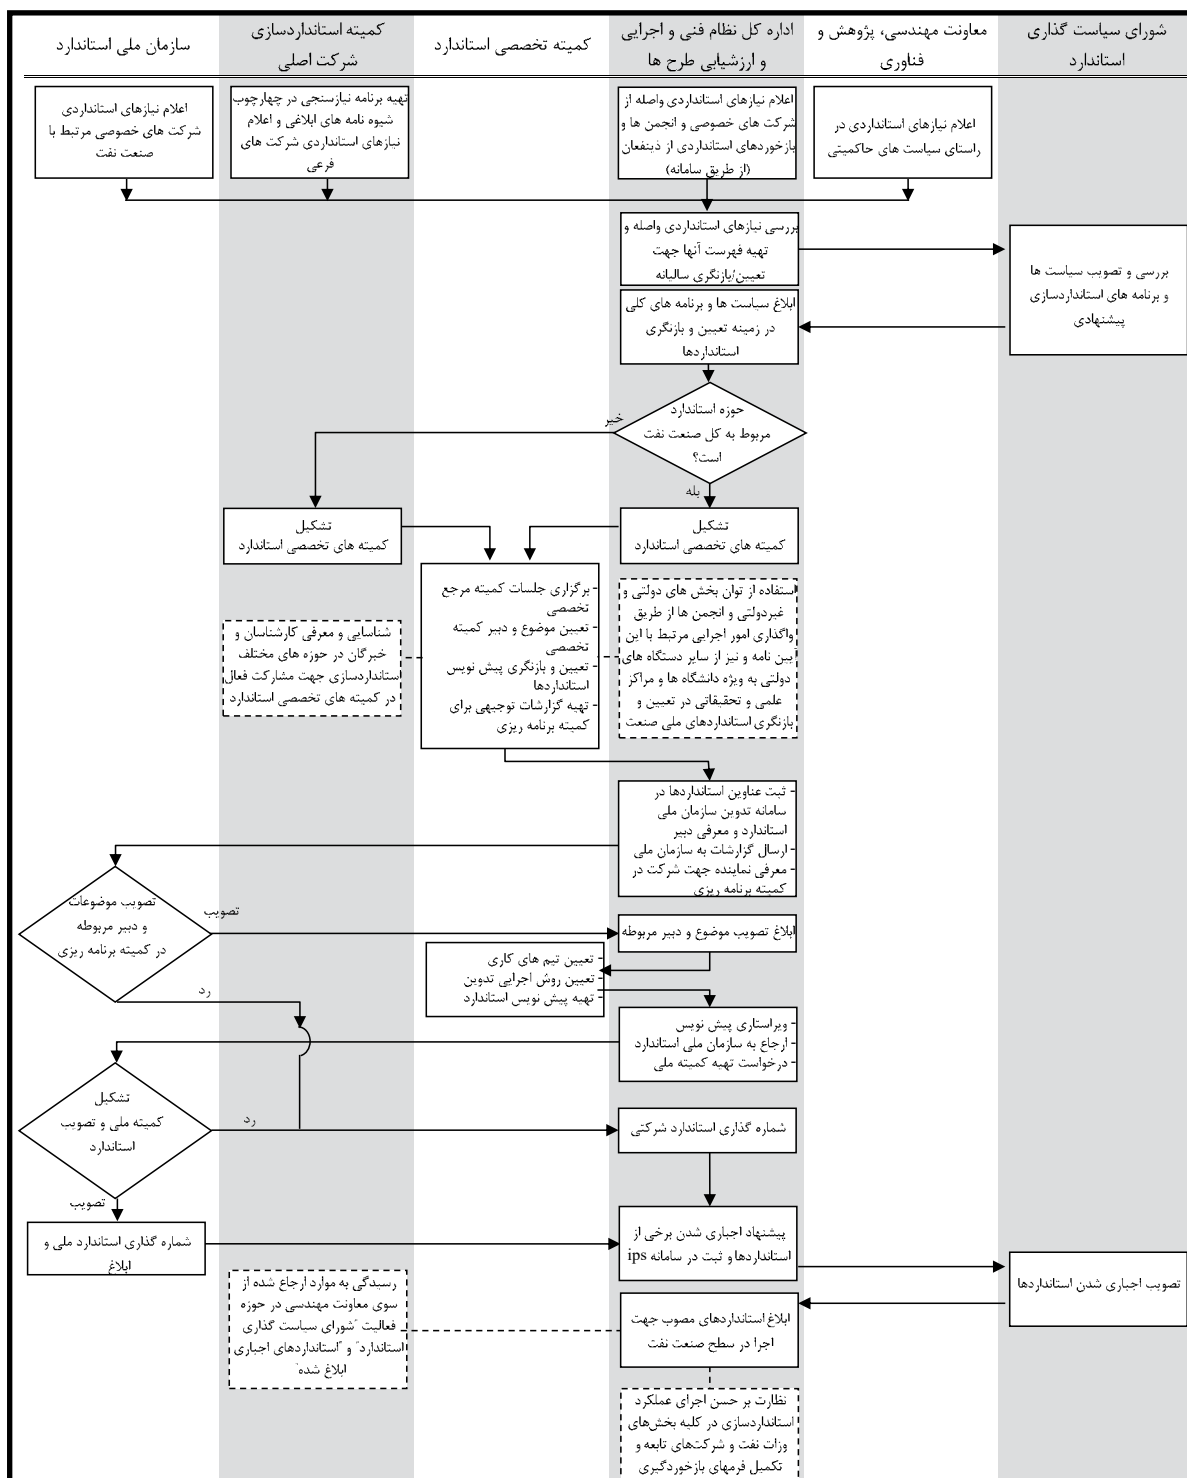 شورای سیاست گذاری
استاندارد
معاونت مهندسی، پژوهش و
فناوری
اداره کل نظام فنی و اجرایی
و ارزشیابی طرح ها
کمیته تخصصی استاندارد
کمیته استانداردسازی
شرکت اصلی
سازمان ملی استاندارد
اعلام نیازهای استانداردی در
راستای سیاست های حاکمیتی
اعلام نیازهای استانداردی واصله از
شرکت های خصوصی و انجمن ها و
بازخوردهای استانداردی از ذینفعان
(از طریق سامانه)
تهیه برنامه نیازسنجی در چهارچوب
شیوه نامه های ابلاغی و اعلام
نیازهای استانداردی شرکت های
فرعی
اعلام نیازهای استانداردی
شرکت های خصوصی مرتبط با
صنعت نفت
بررسی نیازهای استانداردی واصله و
تهیه فهرست آنها جهت
تعیین/بازنگری سالیانه
بررسی و تصویب سیاست ها
و برنامه های استانداردسازی
پیشنهادی
ابلاغ سیاست ها و برنامه های کلی
در زمینه تعیین و بازنگری
استانداردها
حوزه استاندارد
مربوط به کل صنعت نفت
است؟
خیر
بله
تشکیل
کمیته های تخصصی استاندارد
تشکیل
کمیته های تخصصی استاندارد
استفاده از توان بخش های دولتی و
غیردولتی و انجمن ها از طریق
واگذاری امور اجرایی مرتبط با این
آیین نامه و نیز از سایر دستگاه های
دولتی به ویژه دانشگاه ها و مراکز
علمی و تحقیقاتی در تعیین و
بازنگری استانداردهای ملی صنعت
- برگزاری جلسات کمیته مرجع
تخصصی
- تعیین موضوع و دبیر کمیته
تخصصی
- تعیین و بازنگری پیش نویس
استانداردها
- تهیه گزارشات توجیهی برای
کمیته برنامه ریزی
شناسایی و معرفی کارشناسان و
خبرگان در حوزه های مختلف
استانداردسازی جهت مشارکت فعال
در کمیته های تخصصی استاندارد
- ثبت عناوین استانداردها در
سامانه تدوین سازمان ملی
استاندارد و معرفی دبیر
- ارسال گزارشات به سازمان ملی
- معرفی نماینده جهت شرکت در
کمیته برنامه ریزی
تصویب موضوعات
و دبیر مربوطه
در کمیته برنامه ریزی
تصویب
رد
ابلاغ تصویب موضوع و دبیر مربوطه
- تعیین تیم های کاری
- تعیین روش اجرایی تدوین
- تهیه پیش نویس استاندارد
- ویراستاری پیش نویس
- ارجاع به سازمان ملی استاندارد
- درخواست تهیه کمیته ملی
تشکیل
کمیته ملی و تصویب
استاندارد
رد
تصویب
شماره گذاری استاندارد شرکتی
شماره گذاری استاندارد ملی و
ابلاغ
پیشنهاد اجباری شدن برخی از
استانداردها و ثبت در سامانه ips
تصویب اجباری شدن استانداردها
ابلاغ استانداردهای مصوب جهت
اجرا در سطح صنعت نفت
رسیدگی به موارد ارجاع شده از
سوی معاونت مهندسی در حوزه
فعالیت "شورای سیاست گذاری
استاندارد" و "استانداردهای اجباری
ابلاغ شده"
نظارت بر حسن اجرای عملکرد
استانداردسازی در کلیه بخش‌های
وزات نفت و شرکت‌های تابعه و
تکمیل فرمهای بازخوردگیری